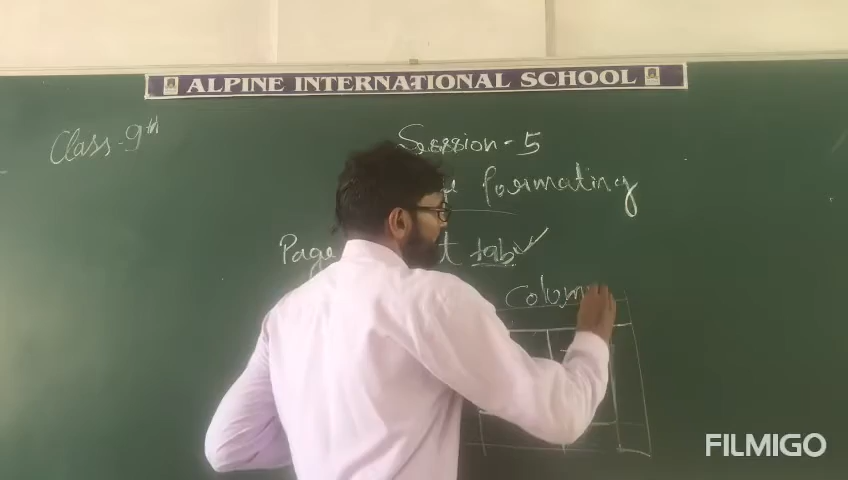 ALPINE INTERNATIONAL SCHOOL
Class-9th
Session-5
formating
Page t tab
Colum
FILMIGO